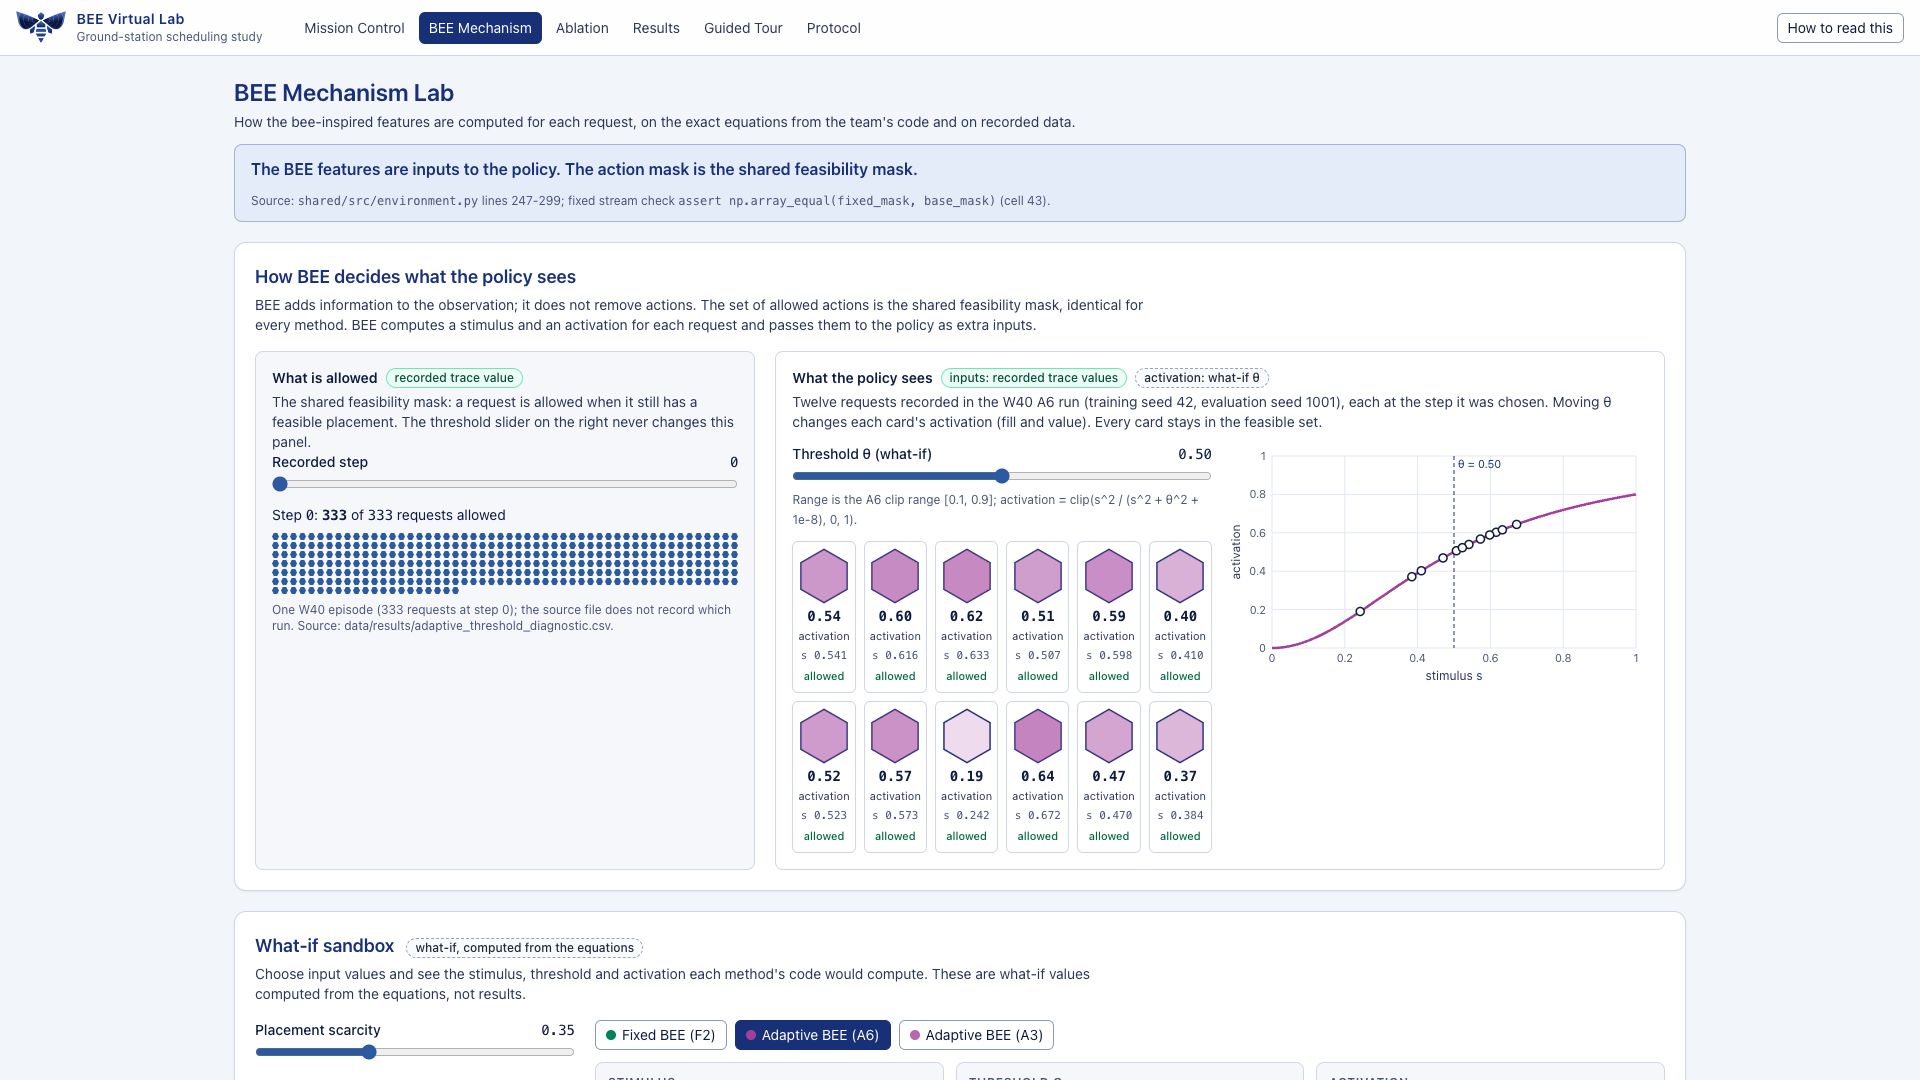 BEE Virtual Lab
Ground-station scheduling study
Mission Control
BEE Mechanism
Ablation
Results
Guided Tour
Protocol
How to read this
BEE Mechanism Lab
How the bee-inspired features are computed for each request, on the exact equations from the team's code and on recorded data.
The BEE features are inputs to the policy. The action mask is the shared feasibility mask.
Source: shared/src/environment.py lines 247-299; fixed stream check assert np.array_equal(fixed_mask, base_mask) (cell 43).
How BEE decides what the policy sees
BEE adds information to the observation; it does not remove actions. The set of allowed actions is the shared feasibility mask, identical for
every method. BEE computes a stimulus and an activation for each request and passes them to the policy as extra inputs.
What is allowed recorded trace value
The shared feasibility mask: a request is allowed when it still has a
feasible placement. The threshold slider on the right never changes this
panel.
Recorded step 0
Step 0: 333 of 333 requests allowed
One W40 episode (333 requests at step 0); the source file does not record which
run. Source: data/results/adaptive_threshold_diagnostic.csv.
What the policy sees inputs: recorded trace values activation: what-if θ
Twelve requests recorded in the W40 A6 run (training seed 42, evaluation seed 1001), each at the step it was chosen. Moving θ
changes each card's activation (fill and value). Every card stays in the feasible set.
Threshold θ (what-if) 0.50
Range is the A6 clip range [0.1, 0.9]; activation = clip(s^2 / (s^2 + θ^2 +
1e-8), 0, 1).
0.54 0.60 0.62 0.51 0.59 0.40
activation activation activation activation activation activation
s 0.541 s 0.616 s 0.633 s 0.507 s 0.598 s 0.410
allowed allowed allowed allowed allowed allowed
0.52 0.57 0.19 0.64 0.47 0.37
activation activation activation activation activation activation
s 0.523 s 0.573 s 0.242 s 0.672 s 0.470 s 0.384
allowed allowed allowed allowed allowed allowed
θ = 0.50
1
0.8
0.6
0.4
0.2
0
activation
0 0.2 0.4 0.6 0.8 1
stimulus s
What-if sandbox what-if, computed from the equations
Choose input values and see the stimulus, threshold and activation each method's code would compute. These are what-if values
computed from the equations, not results.
Placement scarcity 0.35
Fixed BEE (F2)
Adaptive BEE (A6)
Adaptive BEE (A3)